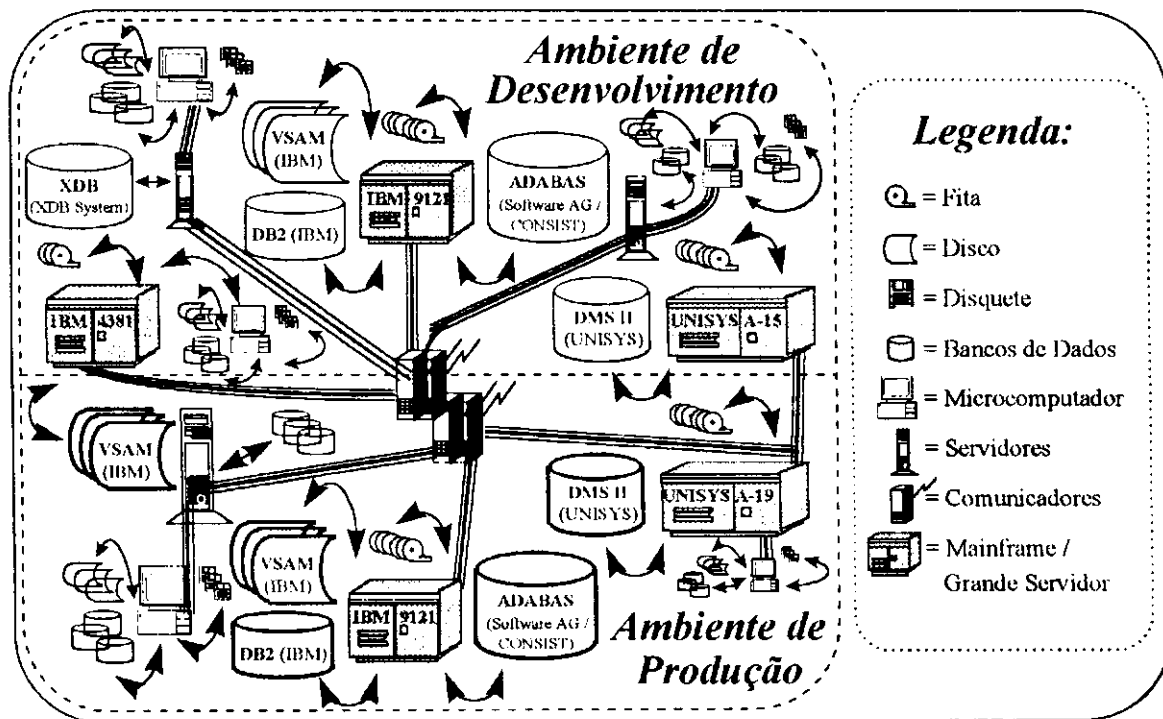 Ambiente de
Desenvolvimento
VSAM
(IBM)
XDB
(XDB System)
DB2 (IBM)
IBM 9121
ADABAS
(Software AG /
CONSIST)
IBM 4381
DMS II
(UNISYS)
UNISYS A-15
VSAM
(IBM)
DMS II
(UNISYS)
UNISYS A-19
VSAM
(IBM)
DB2 (IBM)
IBM 9121
ADABAS
(Software AG /
CONSIST)
Ambiente de
Produção
Legenda:
= Fita
= Disco
= Disquete
= Bancos de Dados
= Microcomputador
= Servidores
= Comunicadores
= Mainframe /
Grande Servidor